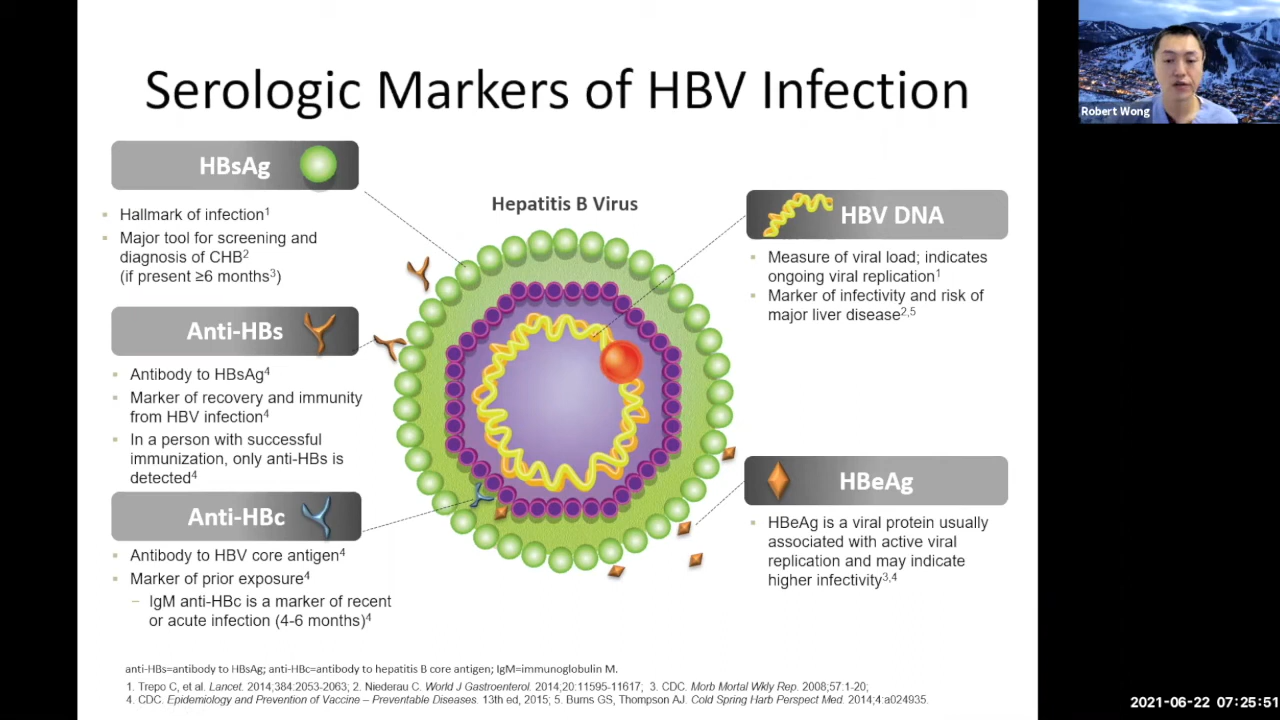 Serologic Markers of HBV Infection
HBsAg
▪ Hallmark of infection¹
▪ Major tool for screening and
diagnosis of CHB²
(if present ≥6 months³)
Anti-HBs
▪ Antibody to HBsAg⁴
▪ Marker of recovery and immunity
from HBV infection⁴
▪ In a person with successful
immunization, only anti-HBs is
detected⁴
Anti-HBc
▪ Antibody to HBV core antigen⁴
▪ Marker of prior exposure⁴
– IgM anti-HBc is a marker of recent
or acute infection (4-6 months)⁴
Hepatitis B Virus
HBV DNA
▪ Measure of viral load; indicates
ongoing viral replication¹
▪ Marker of infectivity and risk of
major liver disease²,⁵
HBeAg
▪ HBeAg is a viral protein usually
associated with active viral
replication and may indicate
higher infectivity³,⁴
anti-HBs=antibody to HBsAg; anti-HBc=antibody to hepatitis B core antigen; IgM=immunoglobulin M.
1. Trepo C, et al. Lancet. 2014;384:2053-2063; 2. Niederau C. World J Gastroenterol. 2014;20:11595-11617; 3. CDC. Morb Mortal Wkly Rep. 2008;57:1-20;
4. CDC. Epidemiology and Prevention of Vaccine – Preventable Diseases. 13th ed, 2015; 5. Burns GS, Thompson AJ. Cold Spring Harb Perspect Med. 2014;4:a024935.
Robert Wong
2021-06-22 07:25:51